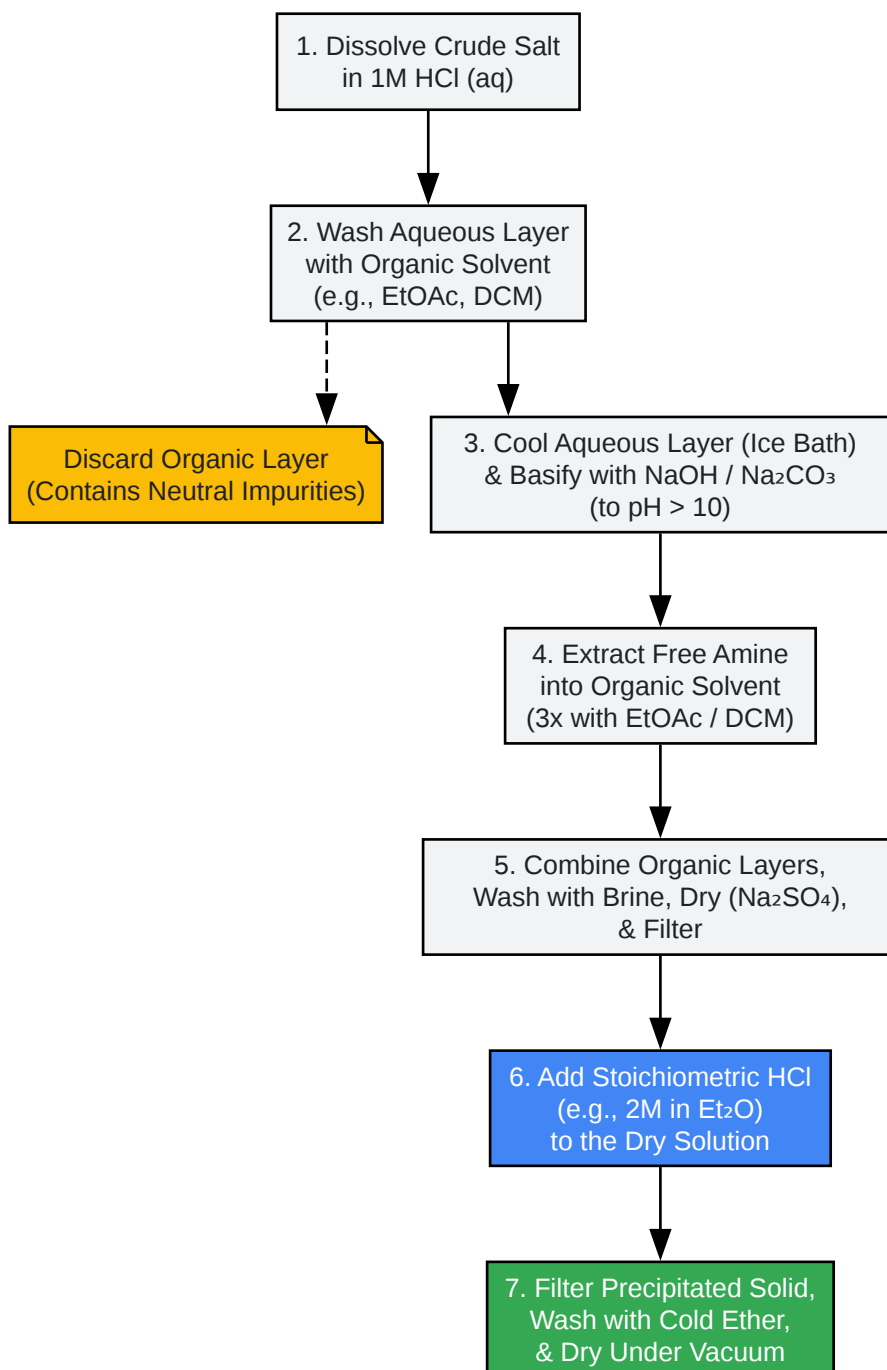 1. Dissolve Crude Salt
in 1M HCl (aq)
2. Wash Aqueous Layer
with Organic Solvent
(e.g., EtOAc, DCM)
Discard Organic Layer
(Contains Neutral Impurities)
3. Cool Aqueous Layer (Ice Bath)
& Basify with NaOH / Na₂CO₃
(to pH > 10)
4. Extract Free Amine
into Organic Solvent
(3x with EtOAc / DCM)
5. Combine Organic Layers,
Wash with Brine, Dry (Na₂SO₄),
& Filter
6. Add Stoichiometric HCl
(e.g., 2M in Et₂O)
to the Dry Solution
7. Filter Precipitated Solid,
Wash with Cold Ether,
& Dry Under Vacuum